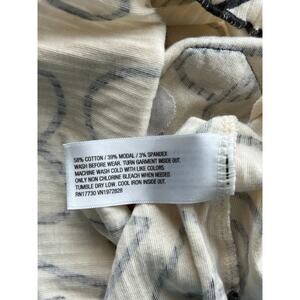 58% COTTON / 39% MODAL / 3% SPANDEX
WASH BEFORE WEAR. TURN GARMENT INSIDE OUT.
MACHINE WASH COLD WITH LIKE COLORS
ONLY NON CHLORINE BLEACH WHEN NEEDED
TUMBLE DRY LOW. COOL IRON INSIDE OUT.
RN17730 VN1972828